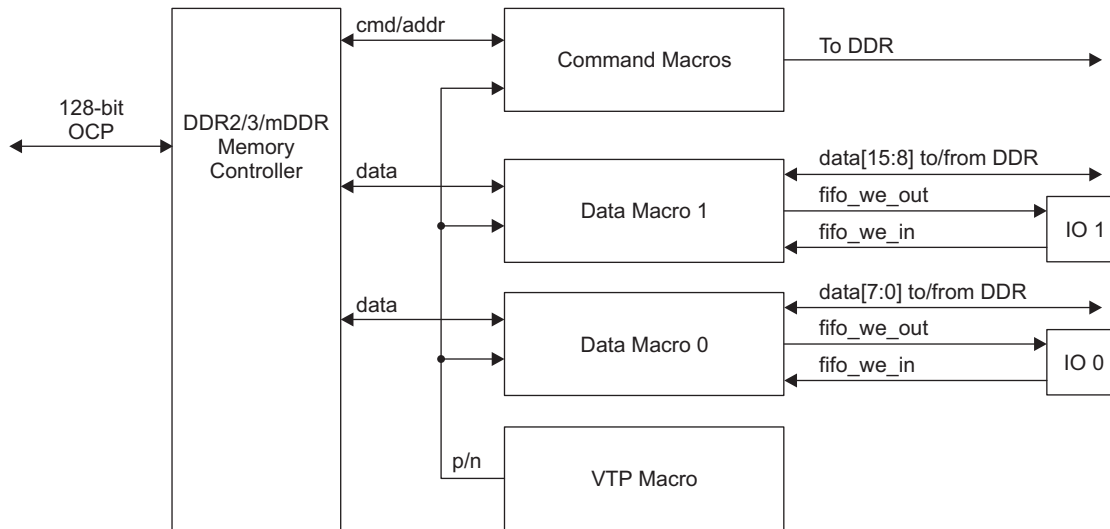 cmd/addr
Command Macros
To DDR
128-bit
OCP
DDR2/3/mDDR
Memory
Controller
data
Data Macro 1
data[15:8] to/from DDR
fifo_we_out
fifo_we_in
IO 1
data
Data Macro 0
data[7:0] to/from DDR
fifo_we_out
fifo_we_in
IO 0
p/n
VTP Macro